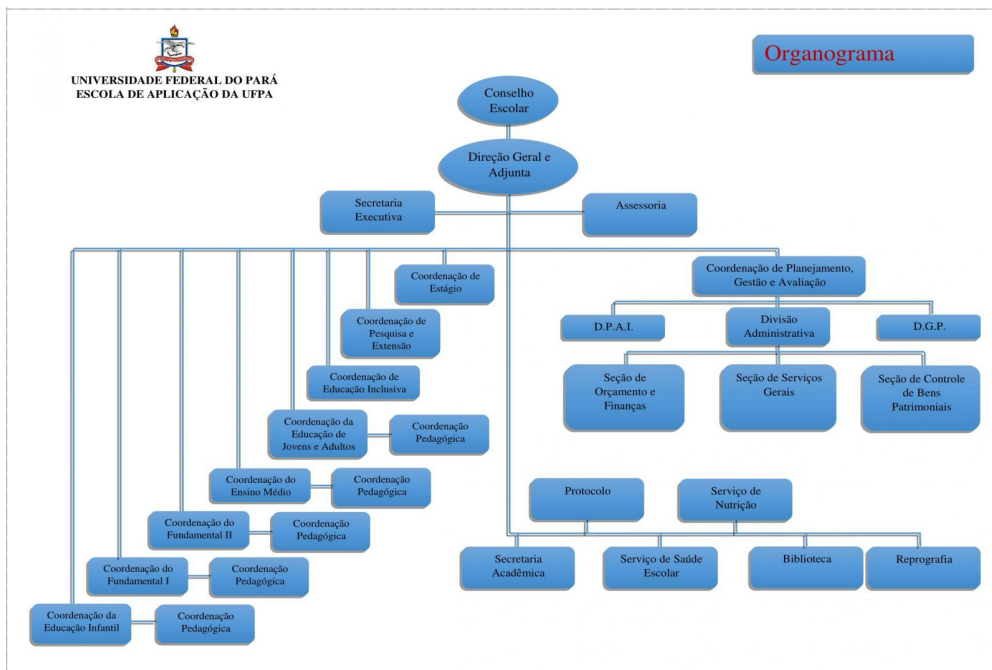 UNIVERSIDADE FEDERAL DO PARÁ
ESCOLA DE APLICAÇÃO DA UFPA
Organograma
Conselho
Escolar
Direção Geral e
Adjunta
Secretaria
Executiva
Assessoria
Coordenação de
Estágio
Coordenação de Planejamento,
Gestão e Avaliação
Coordenação de
Pesquisa e
Extensão
D.P.A.I.
Divisão
Administrativa
D.G.P.
Coordenação de
Educação Inclusiva
Seção de
Orçamento e
Finanças
Seção de Serviços
Gerais
Seção de Controle
de Bens
Patrimoniais
Coordenação da
Educação de
Jovens e Adultos
Coordenação
Pedagógica
Coordenação do
Ensino Médio
Coordenação
Pedagógica
Protocolo
Serviço de
Nutrição
Coordenação do
Fundamental II
Coordenação
Pedagógica
Secretaria
Acadêmica
Serviço de Saúde
Escolar
Biblioteca
Reprografia
Coordenação do
Fundamental I
Coordenação
Pedagógica
Coordenação da
Educação Infantil
Coordenação
Pedagógica